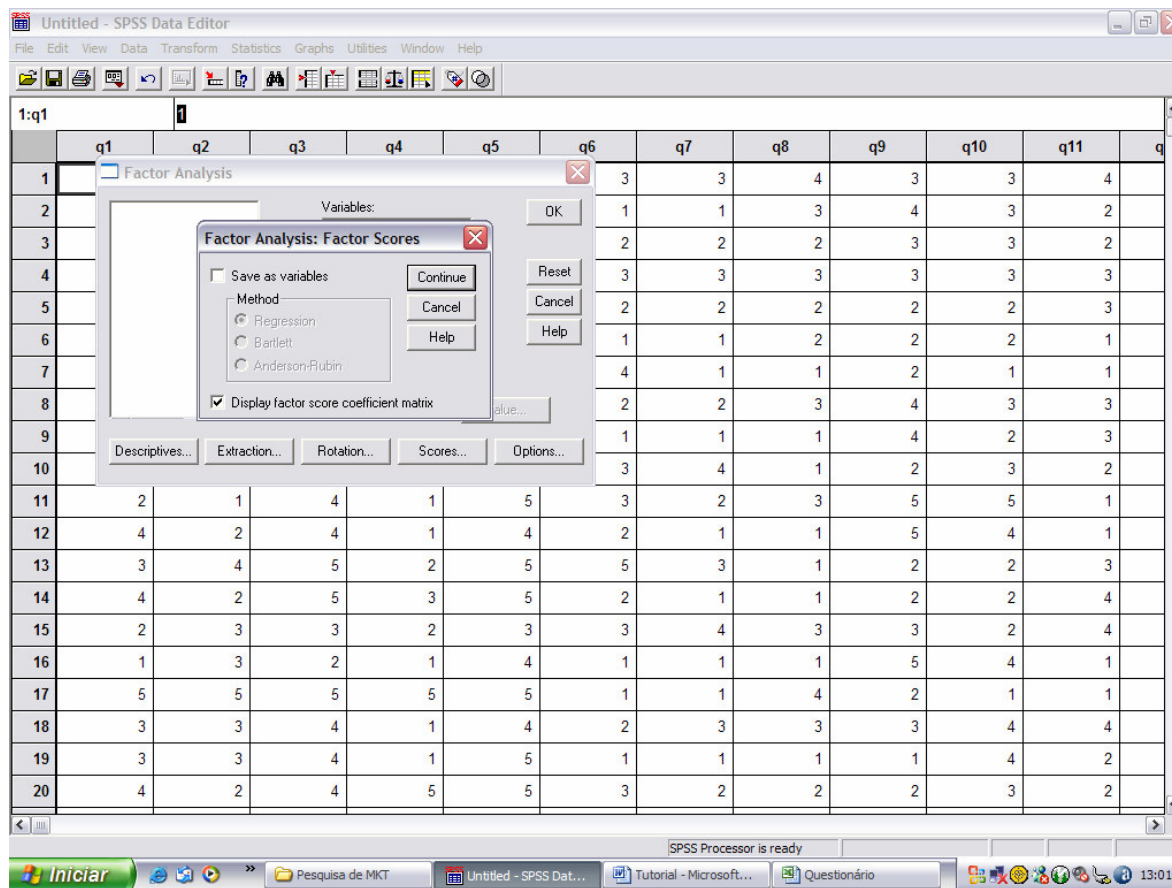 Untitled - SPSS Data Editor
File Edit View Data Transform Statistics Graphs Utilities Window Help
1:q1 1
q1 q2 q3 q4 q5 q6 q7 q8 q9 q10 q11 q
1 3 3 4 3 3 4
2 1 1 3 4 3 2
3 2 2 2 3 3 2
4 3 3 3 3 3 3
5 2 2 2 2 2 3
6 1 1 2 2 2 1
7 4 1 1 2 1 1
8 2 2 3 4 3 3
9 1 1 1 4 2 3
10 3 4 1 2 3 2
11 2 1 4 1 5 3 2 3 5 5 1
12 4 2 4 1 4 2 1 1 5 4 1
13 3 4 5 2 5 5 3 1 2 2 3
14 4 2 5 3 5 2 1 1 2 2 4
15 2 3 3 2 3 3 4 3 3 2 4
16 1 3 2 1 4 1 1 1 5 4 1
17 5 5 5 5 5 1 1 4 2 1 1
18 3 3 4 1 4 2 3 3 3 4 4
19 3 3 4 1 5 1 1 1 1 4 2
20 4 2 4 5 5 3 2 2 2 3 2
Factor Analysis
Variables:
OK
Reset
Cancel
Help
alue...
Descriptives... Extraction... Rotation... Scores... Options...
Factor Analysis: Factor Scores
Save as variables
Continue
Method
Cancel
Regression
Help
Bartlett
Anderson-Rubin
Display factor score coefficient matrix
SPSS Processor is ready
Iniciar » Pesquisa de MKT Untitled - SPSS Dat... Tutorial - Microsoft... Questionário